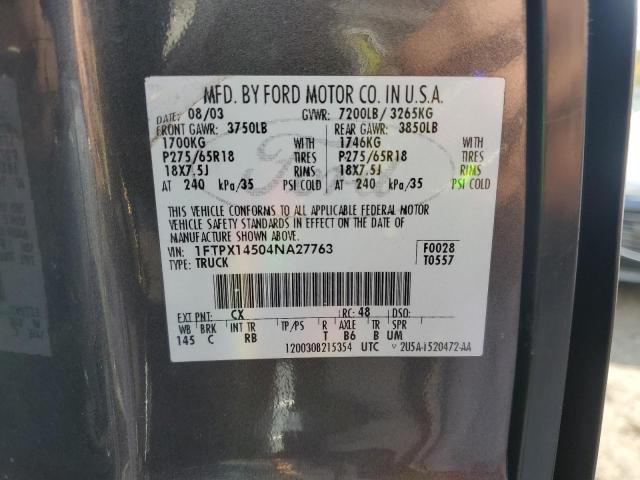 MFD. BY FORD MOTOR CO. IN U.S.A.
DATE: 08/03 GVWR: 7200LB/ 3265KG
FRONT GAWR: 3750LB REAR GAWR: 3850LB
1700KG WITH 1746KG WITH
P275/65R18 TIRES P275/65R18 TIRES
18X7.5J RIMS 18X7.5J RIMS
AT 240 kPa/35 PSI COLD AT 240 kPa/35 PSI COLD
THIS VEHICLE CONFORMS TO ALL APPLICABLE FEDERAL MOTOR
VEHICLE SAFETY STANDARDS IN EFFECT ON THE DATE OF
MANUFACTURE SHOWN ABOVE.
VIN: 1FTPX14504NA27763 F0028
TYPE: TRUCK T0557
EXT PNT: CX RC: 48 DSO:
WB BRK INT TR TP/PS R AXLE TR SPR
145 C RB T B6 B UM
1200308215354 UTC 2U5A-1520472-AA
Ford